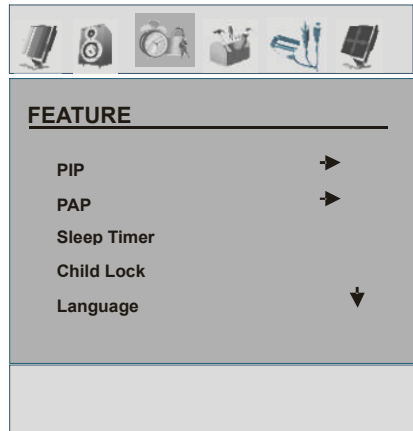 FEATURE
PIP
PAP
Sleep Timer
Child Lock
Language